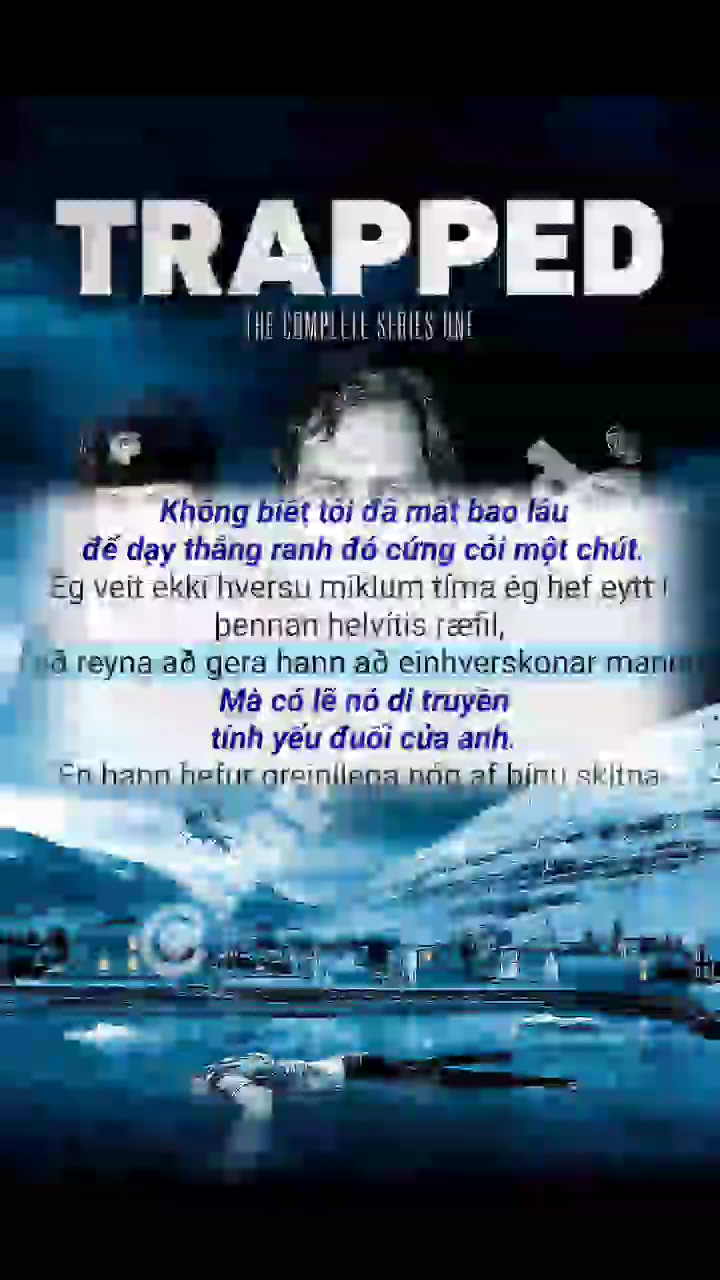 TRAPPED
THE COMPLETE SERIES ONE
Không biết tôi đã mất bao lâu
để dạy thằng ranh đó cứng cỏi một chút.
Ég veit ekki hversu miklum tíma ég hef eytt í
þennan helvítis ræfil,
að reyna að gera hann að einhverskonar
Mà có lẽ nó di truyền
tính yếu đuối của anh.
En hann hefur greinilega nóg af þínu skítna
©